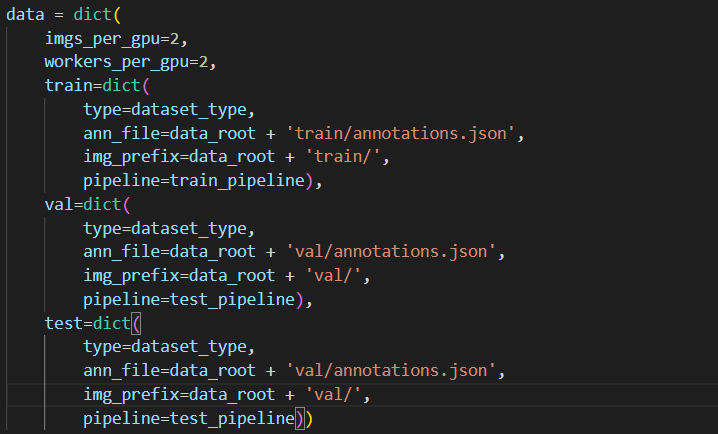 data = dict(
    imgs_per_gpu=2,
    workers_per_gpu=2,
    train=dict(
        type=dataset_type,
        ann_file=data_root + 'train/annotations.json',
        img_prefix=data_root + 'train/',
        pipeline=train_pipeline),
    val=dict(
        type=dataset_type,
        ann_file=data_root + 'val/annotations.json',
        img_prefix=data_root + 'val/',
        pipeline=test_pipeline),
    test=dict(
        type=dataset_type,
        ann_file=data_root + 'val/annotations.json',
        img_prefix=data_root + 'val/',
        pipeline=test_pipeline))